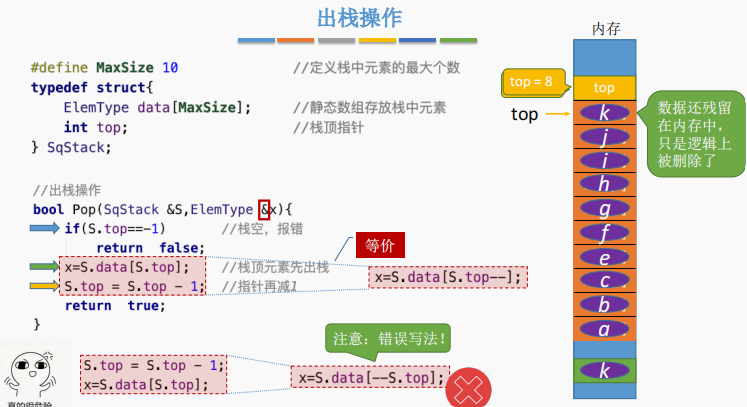 出栈操作
#define MaxSize 10 //定义栈中元素的最大个数
typedef struct{
ElemType data[MaxSize]; //静态数组存放栈中元素
int top; //栈顶指针
} SqStack;
//出栈操作
bool Pop(SqStack &S,ElemType &x){
if(S.top==-1) //栈空，报错
return false;
x=S.data[S.top]; //栈顶元素先出栈
S.top = S.top - 1; //指针再减1
return true;
}
等价
x=S.data[S.top--];
注意：错误写法！
S.top = S.top - 1;
x=S.data[S.top];
x=S.data[--S.top];
真的很危险
内存
top = 8
top
top
k
j
i
h
g
f
e
c
b
a
k
数据还残留
在内存中，
只是逻辑上
被删除了